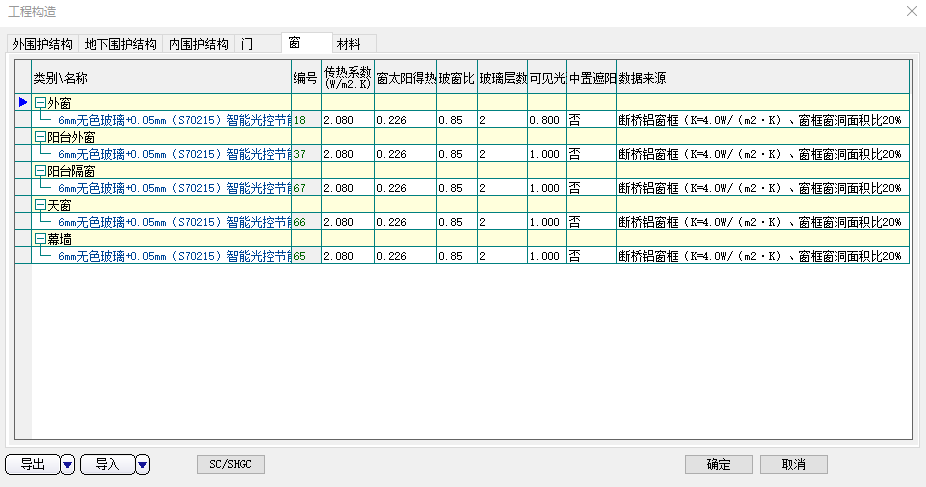 工程构造
外围护结构 地下围护结构 内围护结构 门 窗 材料
类别\名称 编号 传热系数(W/m2.K) 窗太阳得热 玻窗比 玻璃层数 可见光 中置遮阳 数据来源
外窗
6mm无色玻璃+0.05mm（S70215）智能光控节能 18 2.080 0.226 0.85 2 0.800 否 断桥铝窗框（K=4.0W/（m2·K）、窗框窗洞面积比20%
阳台外窗
6mm无色玻璃+0.05mm（S70215）智能光控节能 37 2.080 0.226 0.85 2 1.000 否 断桥铝窗框（K=4.0W/（m2·K）、窗框窗洞面积比20%
阳台隔窗
6mm无色玻璃+0.05mm（S70215）智能光控节能 67 2.080 0.226 0.85 2 1.000 否 断桥铝窗框（K=4.0W/（m2·K）、窗框窗洞面积比20%
天窗
6mm无色玻璃+0.05mm（S70215）智能光控节能 66 2.080 0.226 0.85 2 1.000 否 断桥铝窗框（K=4.0W/（m2·K）、窗框窗洞面积比20%
幕墙
6mm无色玻璃+0.05mm（S70215）智能光控节能 65 2.080 0.226 0.85 2 1.000 否 断桥铝窗框（K=4.0W/（m2·K）、窗框窗洞面积比20%
导出 导入 SC/SHGC 确定 取消